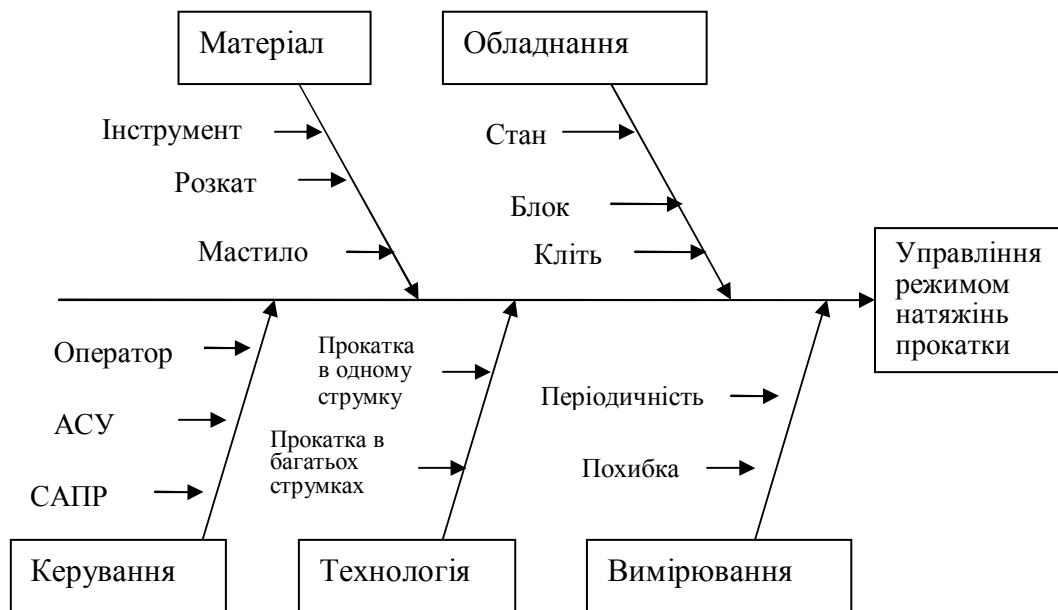 Матеріал
Обладнання
Інструмент
Розкат
Мастило
Стан
Блок
Кліть
Управління
режимом
натяжінь
прокатки
Оператор
АСУ
САПР
Прокатка
в одному
струмку
Прокатка в
багатьох
струмках
Періодичність
Похибка
Керування
Технологія
Вимірювання